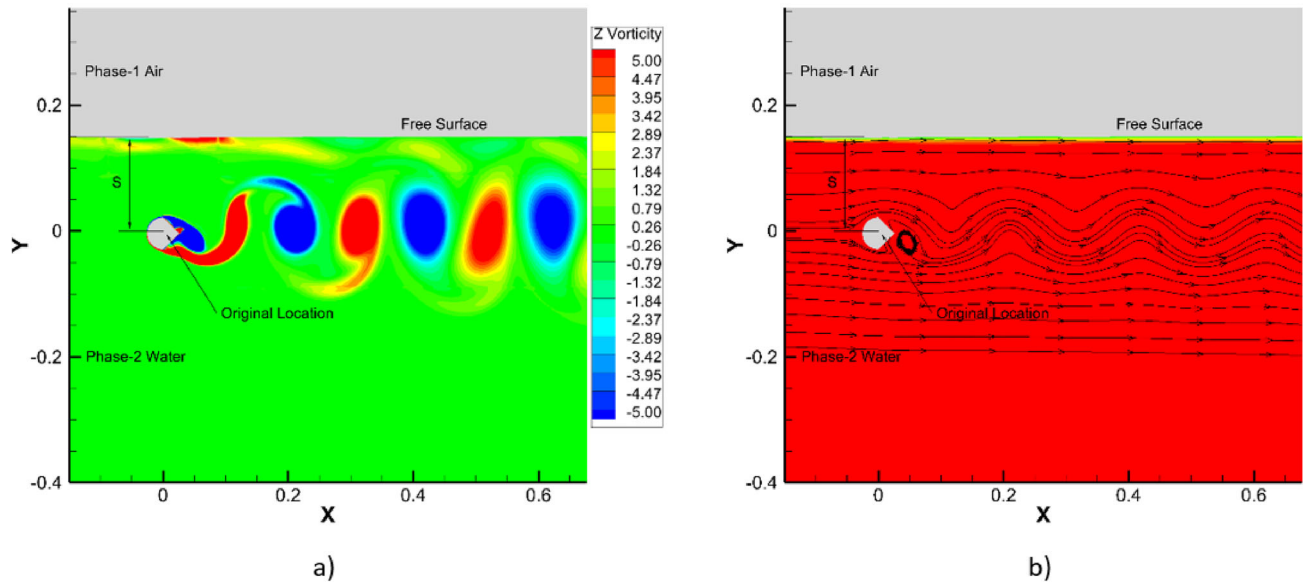 Phase-1 Air
0.2
Free Surface
S
0
Y
Original Location
Phase-2 Water
-0.2
-0.4
0
0.2
0.4
0.6
X
a)
Z Vorticity
5.00
4.47
3.95
3.42
2.89
2.37
1.84
1.32
0.79
0.26
-0.26
-0.79
-1.32
-1.84
-2.37
-2.89
-3.42
-3.95
-4.47
-5.00
Phase-1 Air
0.2
Free Surface
S
0
Y
Original Location
Phase-2 Water
-0.2
-0.4
0
0.2
0.4
0.6
X
b)